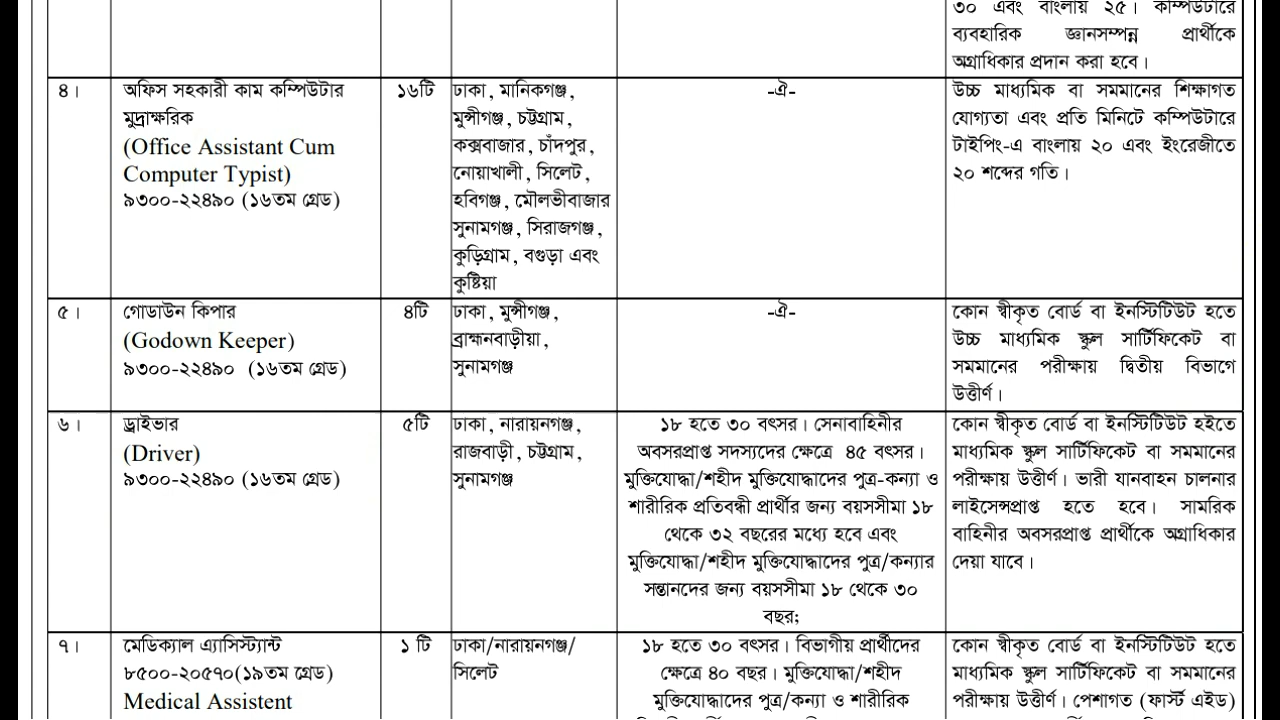 ৩০ এবং বাংলায় ২৫। কম্পিউটারে
ব্যবহারিক জ্ঞানসম্পন্ন প্রার্থীকে
অগ্রাধিকার প্রদান করা হবে।
৪।
অফিস সহকারী কাম কম্পিউটার
মুদ্রাক্ষরিক
(Office Assistant Cum
Computer Typist)
৯৩০০-২২৪৯০ (১৬তম গ্রেড)
১৬টি
ঢাকা, মানিকগঞ্জ,
মুন্সীগঞ্জ, চট্টগ্রাম,
কক্সবাজার, চাঁদপুর,
নোয়াখালী, সিলেট,
হবিগঞ্জ, মৌলভীবাজার
সুনামগঞ্জ, সিরাজগঞ্জ,
কুড়িগ্রাম, বগুড়া এবং
কুষ্টিয়া
-ঐ-
উচ্চ মাধ্যমিক বা সমমানের শিক্ষাগত
যোগ্যতা এবং প্রতি মিনিটে কম্পিউটারে
টাইপিং-এ বাংলায় ২০ এবং ইংরেজীতে
২০ শব্দের গতি।
৫।
গোডাউন কিপার
(Godown Keeper)
৯৩০০-২২৪৯০ (১৬তম গ্রেড)
৪টি
ঢাকা, মুন্সীগঞ্জ,
ব্রাহ্মনবাড়ীয়া,
সুনামগঞ্জ
-ঐ-
কোন স্বীকৃত বোর্ড বা ইনস্টিটিউট হতে
উচ্চ মাধ্যমিক স্কুল সার্টিফিকেট বা
সমমানের পরীক্ষায় দ্বিতীয় বিভাগে
উত্তীর্ণ।
৬।
ড্রাইভার
(Driver)
৯৩০০-২২৪৯০ (১৬তম গ্রেড)
৫টি
ঢাকা, নারায়নগঞ্জ,
রাজবাড়ী, চট্টগ্রাম,
সুনামগঞ্জ
১৮ হতে ৩০ বৎসর। সেনাবাহিনীর
অবসরপ্রাপ্ত সদস্যদের ক্ষেত্রে ৪৫ বৎসর।
মুক্তিযোদ্ধা/শহীদ মুক্তিযোদ্ধাদের পুত্র-কন্যা ও
শারীরিক প্রতিবন্ধী প্রার্থীর জন্য বয়সসীমা ১৮
থেকে ৩২ বছরের মধ্যে হবে এবং
মুক্তিযোদ্ধা/শহীদ মুক্তিযোদ্ধাদের পুত্র/কন্যার
সন্তানদের জন্য বয়সসীমা ১৮ থেকে ৩০
বছর;
কোন স্বীকৃত বোর্ড বা ইনস্টিটিউট হইতে
মাধ্যমিক স্কুল সার্টিফিকেট বা সমমানের
পরীক্ষায় উত্তীর্ণ। ভারী যানবাহন চালনার
লাইসেন্সপ্রাপ্ত হতে হবে। সামরিক
বাহিনীর অবসরপ্রাপ্ত প্রার্থীকে অগ্রাধিকার
দেয়া যাবে।
৭।
মেডিক্যাল এ্যাসিস্ট্যান্ট
৮৫০০-২০৫৭০(১৯তম গ্রেড)
Medical Assistent
১ টি
ঢাকা/নারায়নগঞ্জ/
সিলেট
১৮ হতে ৩০ বৎসর। বিভাগীয় প্রার্থীদের
ক্ষেত্রে ৪০ বছর। মুক্তিযোদ্ধা/শহীদ
মুক্তিযোদ্ধাদের পুত্র/কন্যা ও শারীরিক
কোন স্বীকৃত বোর্ড বা ইনস্টিটিউট হতে
মাধ্যমিক স্কুল সার্টিফিকেট বা সমমানের
পরীক্ষায় উত্তীর্ণ। পেশাগত (ফার্স্ট এইড)